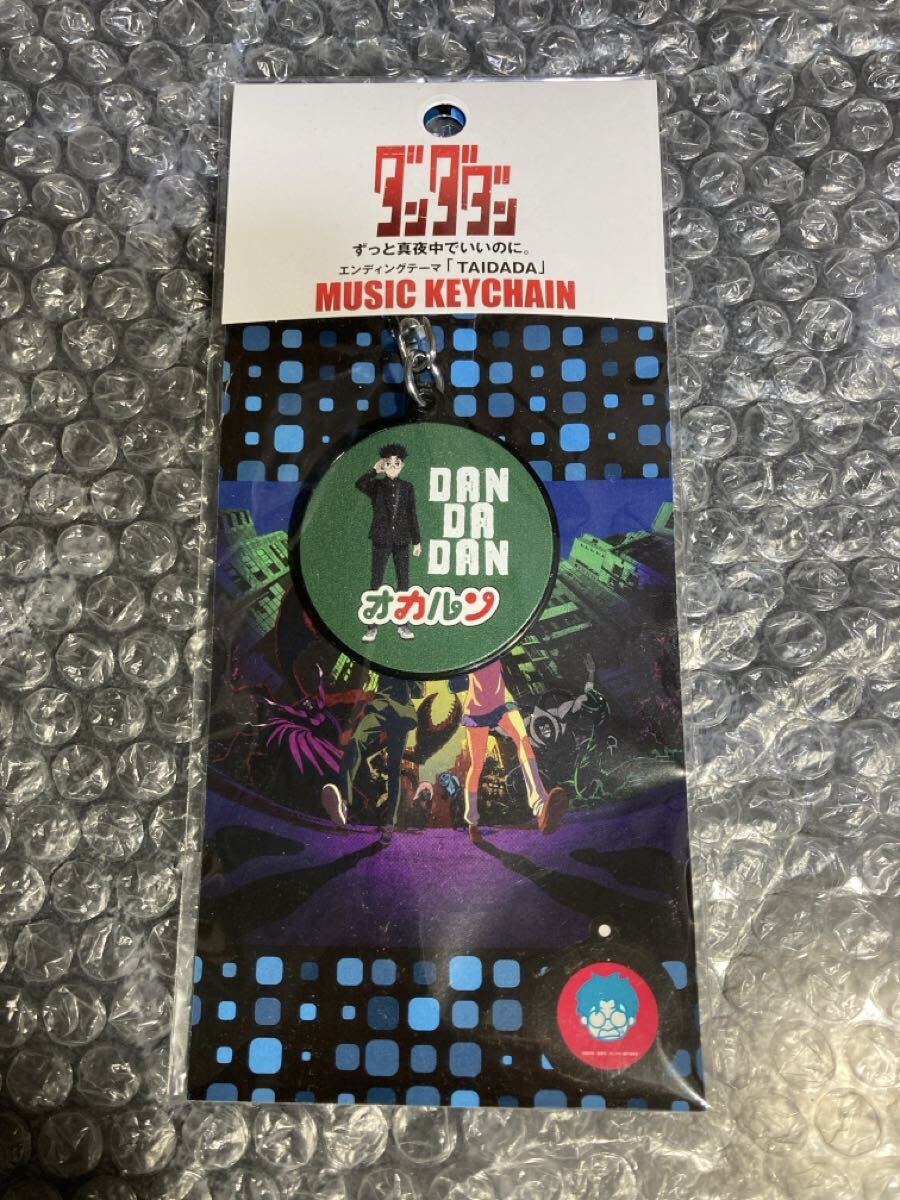 ダンダダン
ずっと真夜中でいいのに。
エンディングテーマ「TAIDADA」
MUSIC KEYCHAIN
DAN
DA
DAN
オカルン